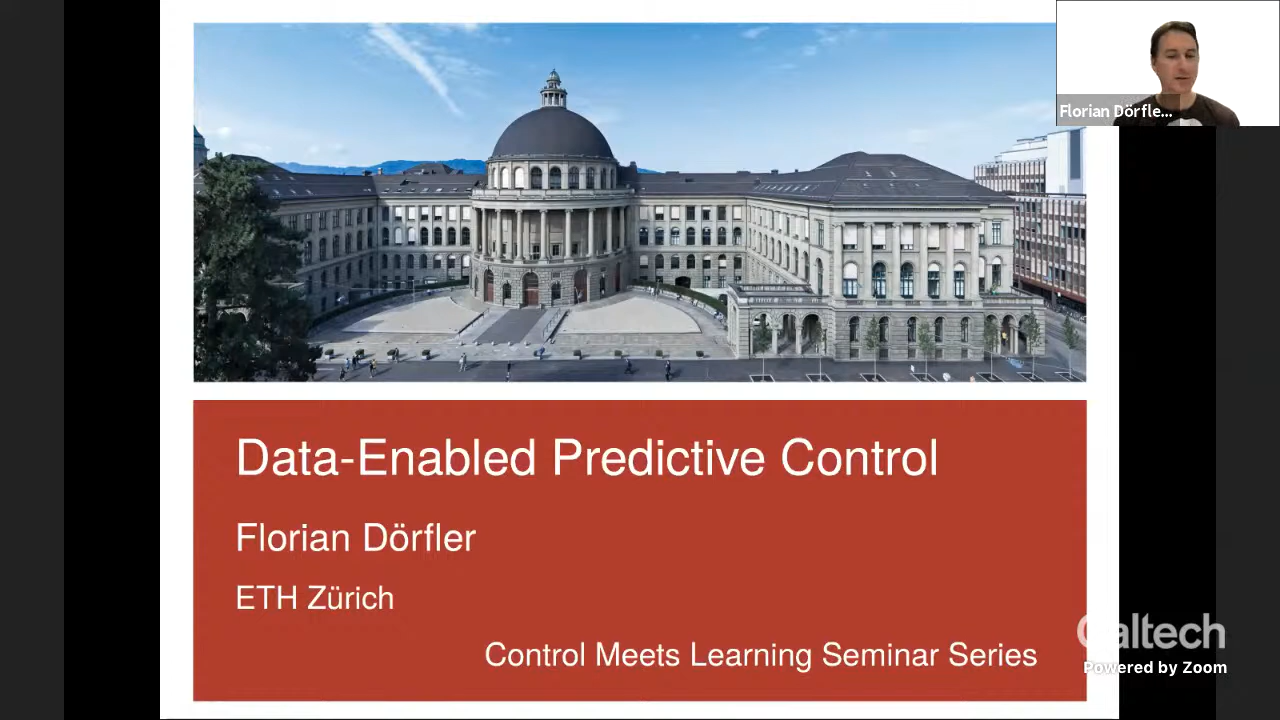 Florian Dörfle...
Data-Enabled Predictive Control
Florian Dörfler
ETH Zürich
Control Meets Learning Seminar Series
Caltech
Powered by Zoom